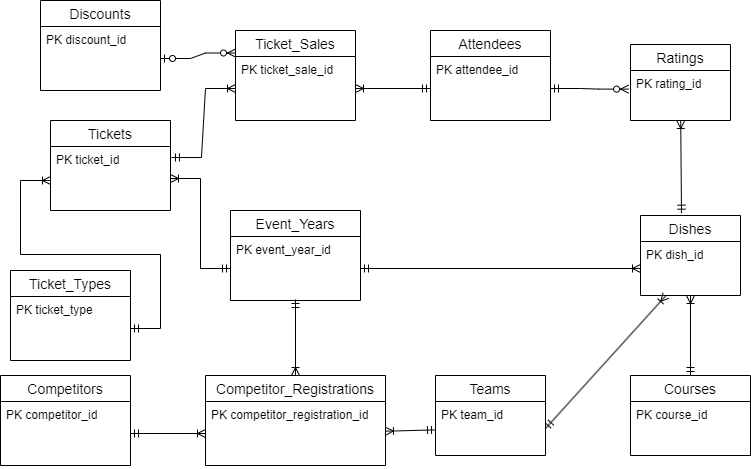 Discounts
PK discount_id
Ticket_Sales
PK ticket_sale_id
Attendees
PK attendee_id
Ratings
PK rating_id
Tickets
PK ticket_id
Event_Years
PK event_year_id
Dishes
PK dish_id
Ticket_Types
PK ticket_type
Competitors
PK competitor_id
Competitor_Registrations
PK competitor_registration_id
Teams
PK team_id
Courses
PK course_id